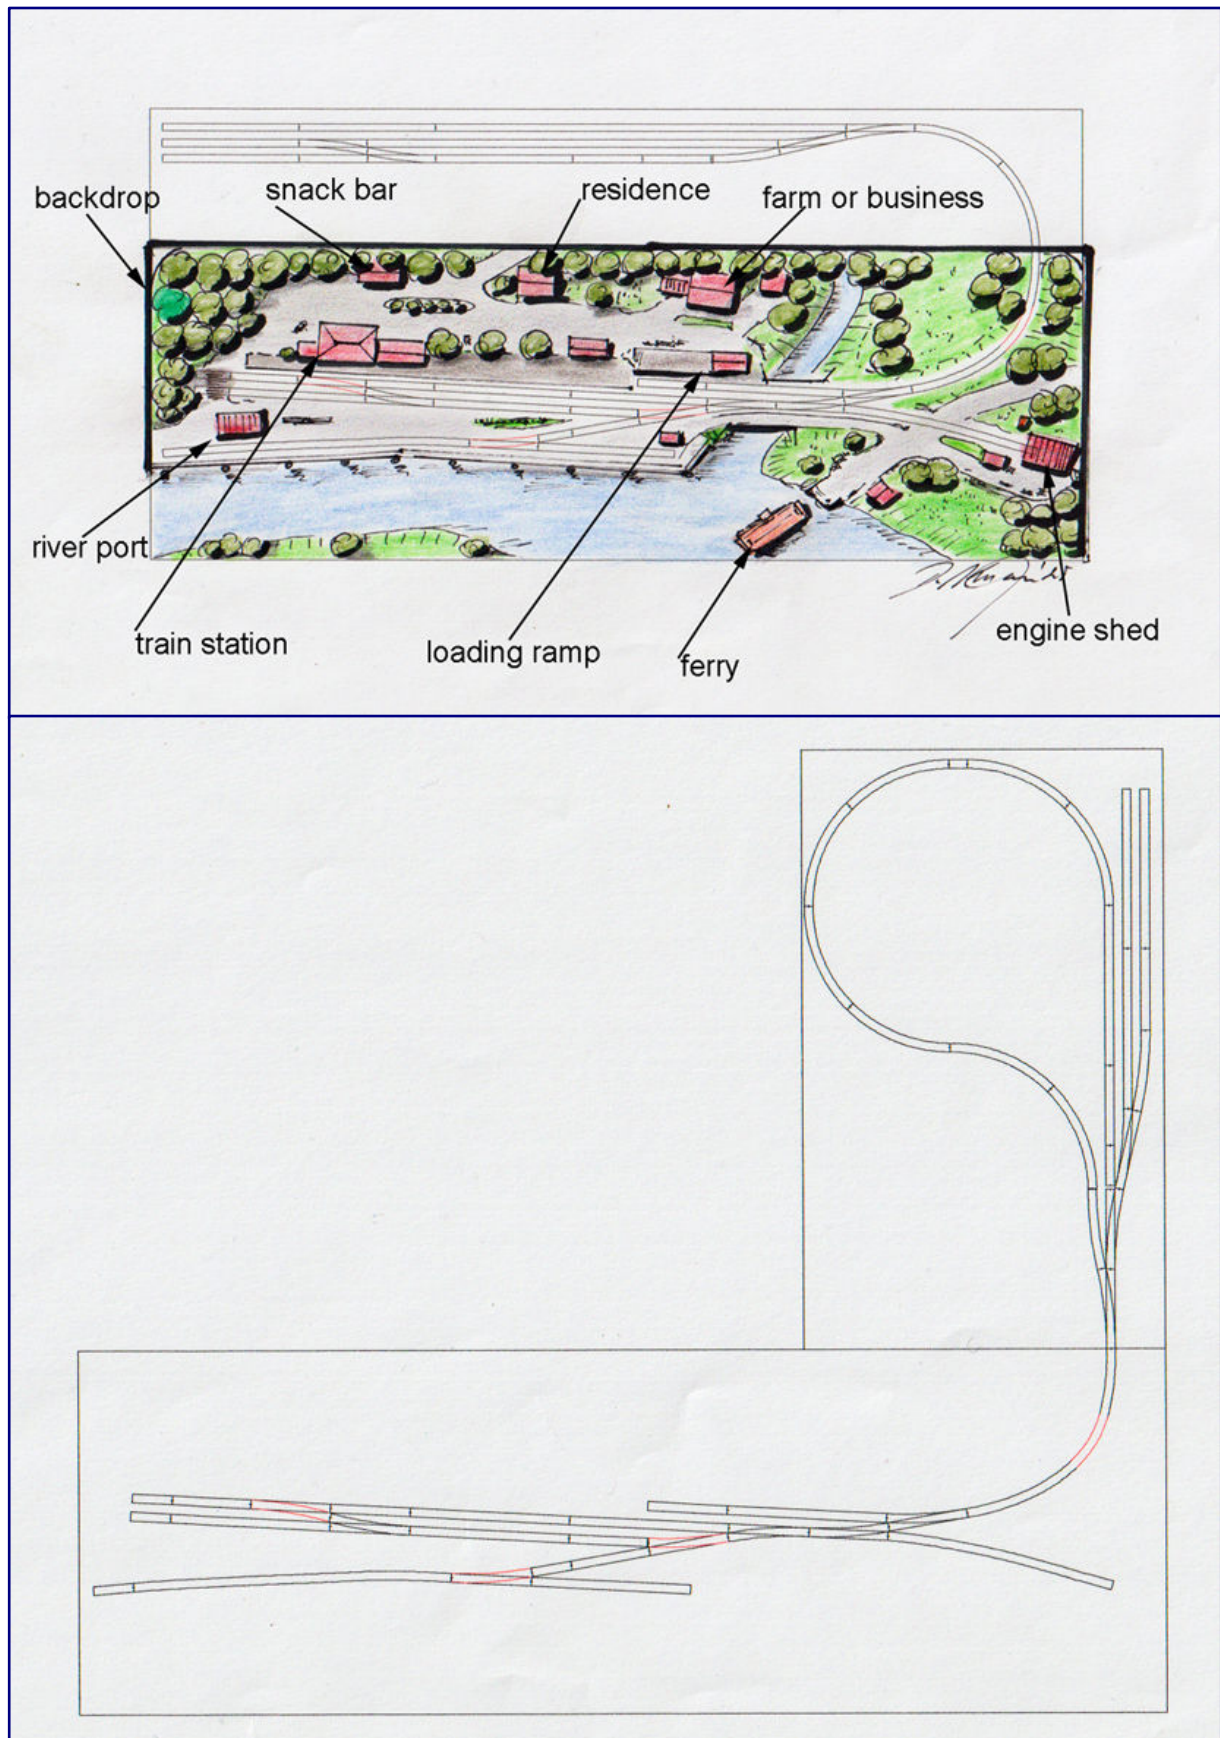 snack bar
residence
backdrop
farm or business
river port
train station
loading ramp
ferry
engine shed